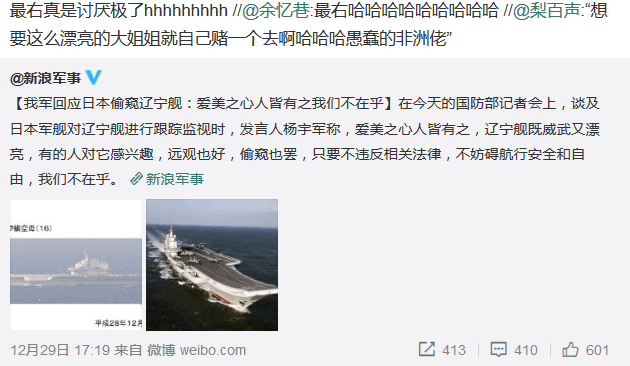 最右真是讨厌极了hhhhhhhhh //@余忆巷:最右哈哈哈哈哈哈哈哈哈 //@梨百声:“想
要这么漂亮的大姐姐就自己赌一个去啊哈哈哈愚蠢的非洲佬”
@新浪军事
【我军回应日本偷窥辽宁舰：爱美之心人皆有之我们不在乎】在今天的国防部记者会上，谈及
日本军舰对辽宁舰进行跟踪监视时，发言人杨宇军称，爱美之心人皆有之，辽宁舰既威武又漂
亮，有的人对它感兴趣，远观也好，偷窥也罢，只要不违反相关法律，不妨碍航行安全和自
由，我们不在乎。 新浪军事
級空母(16)
平成28年12月
12月29日 17:19 来自 微博 weibo.com
413 410 601